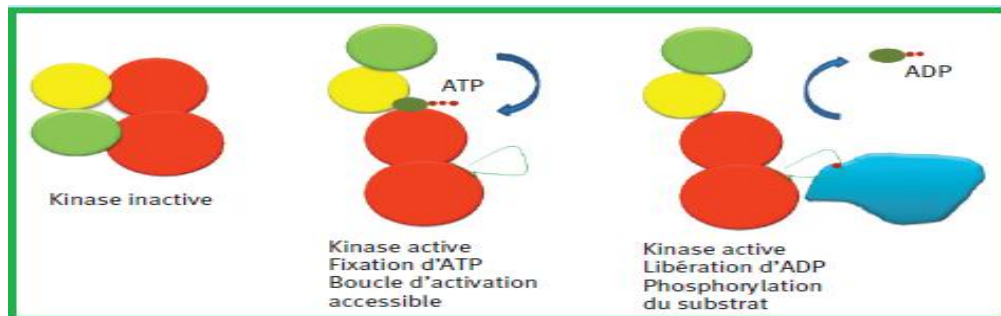 ATP
ADP
Kinase inactive
Kinase active
Fixation d'ATP
Boucle d'activation
accessible
Kinase active
Libération d'ADP
Phosphorylation
du substrat